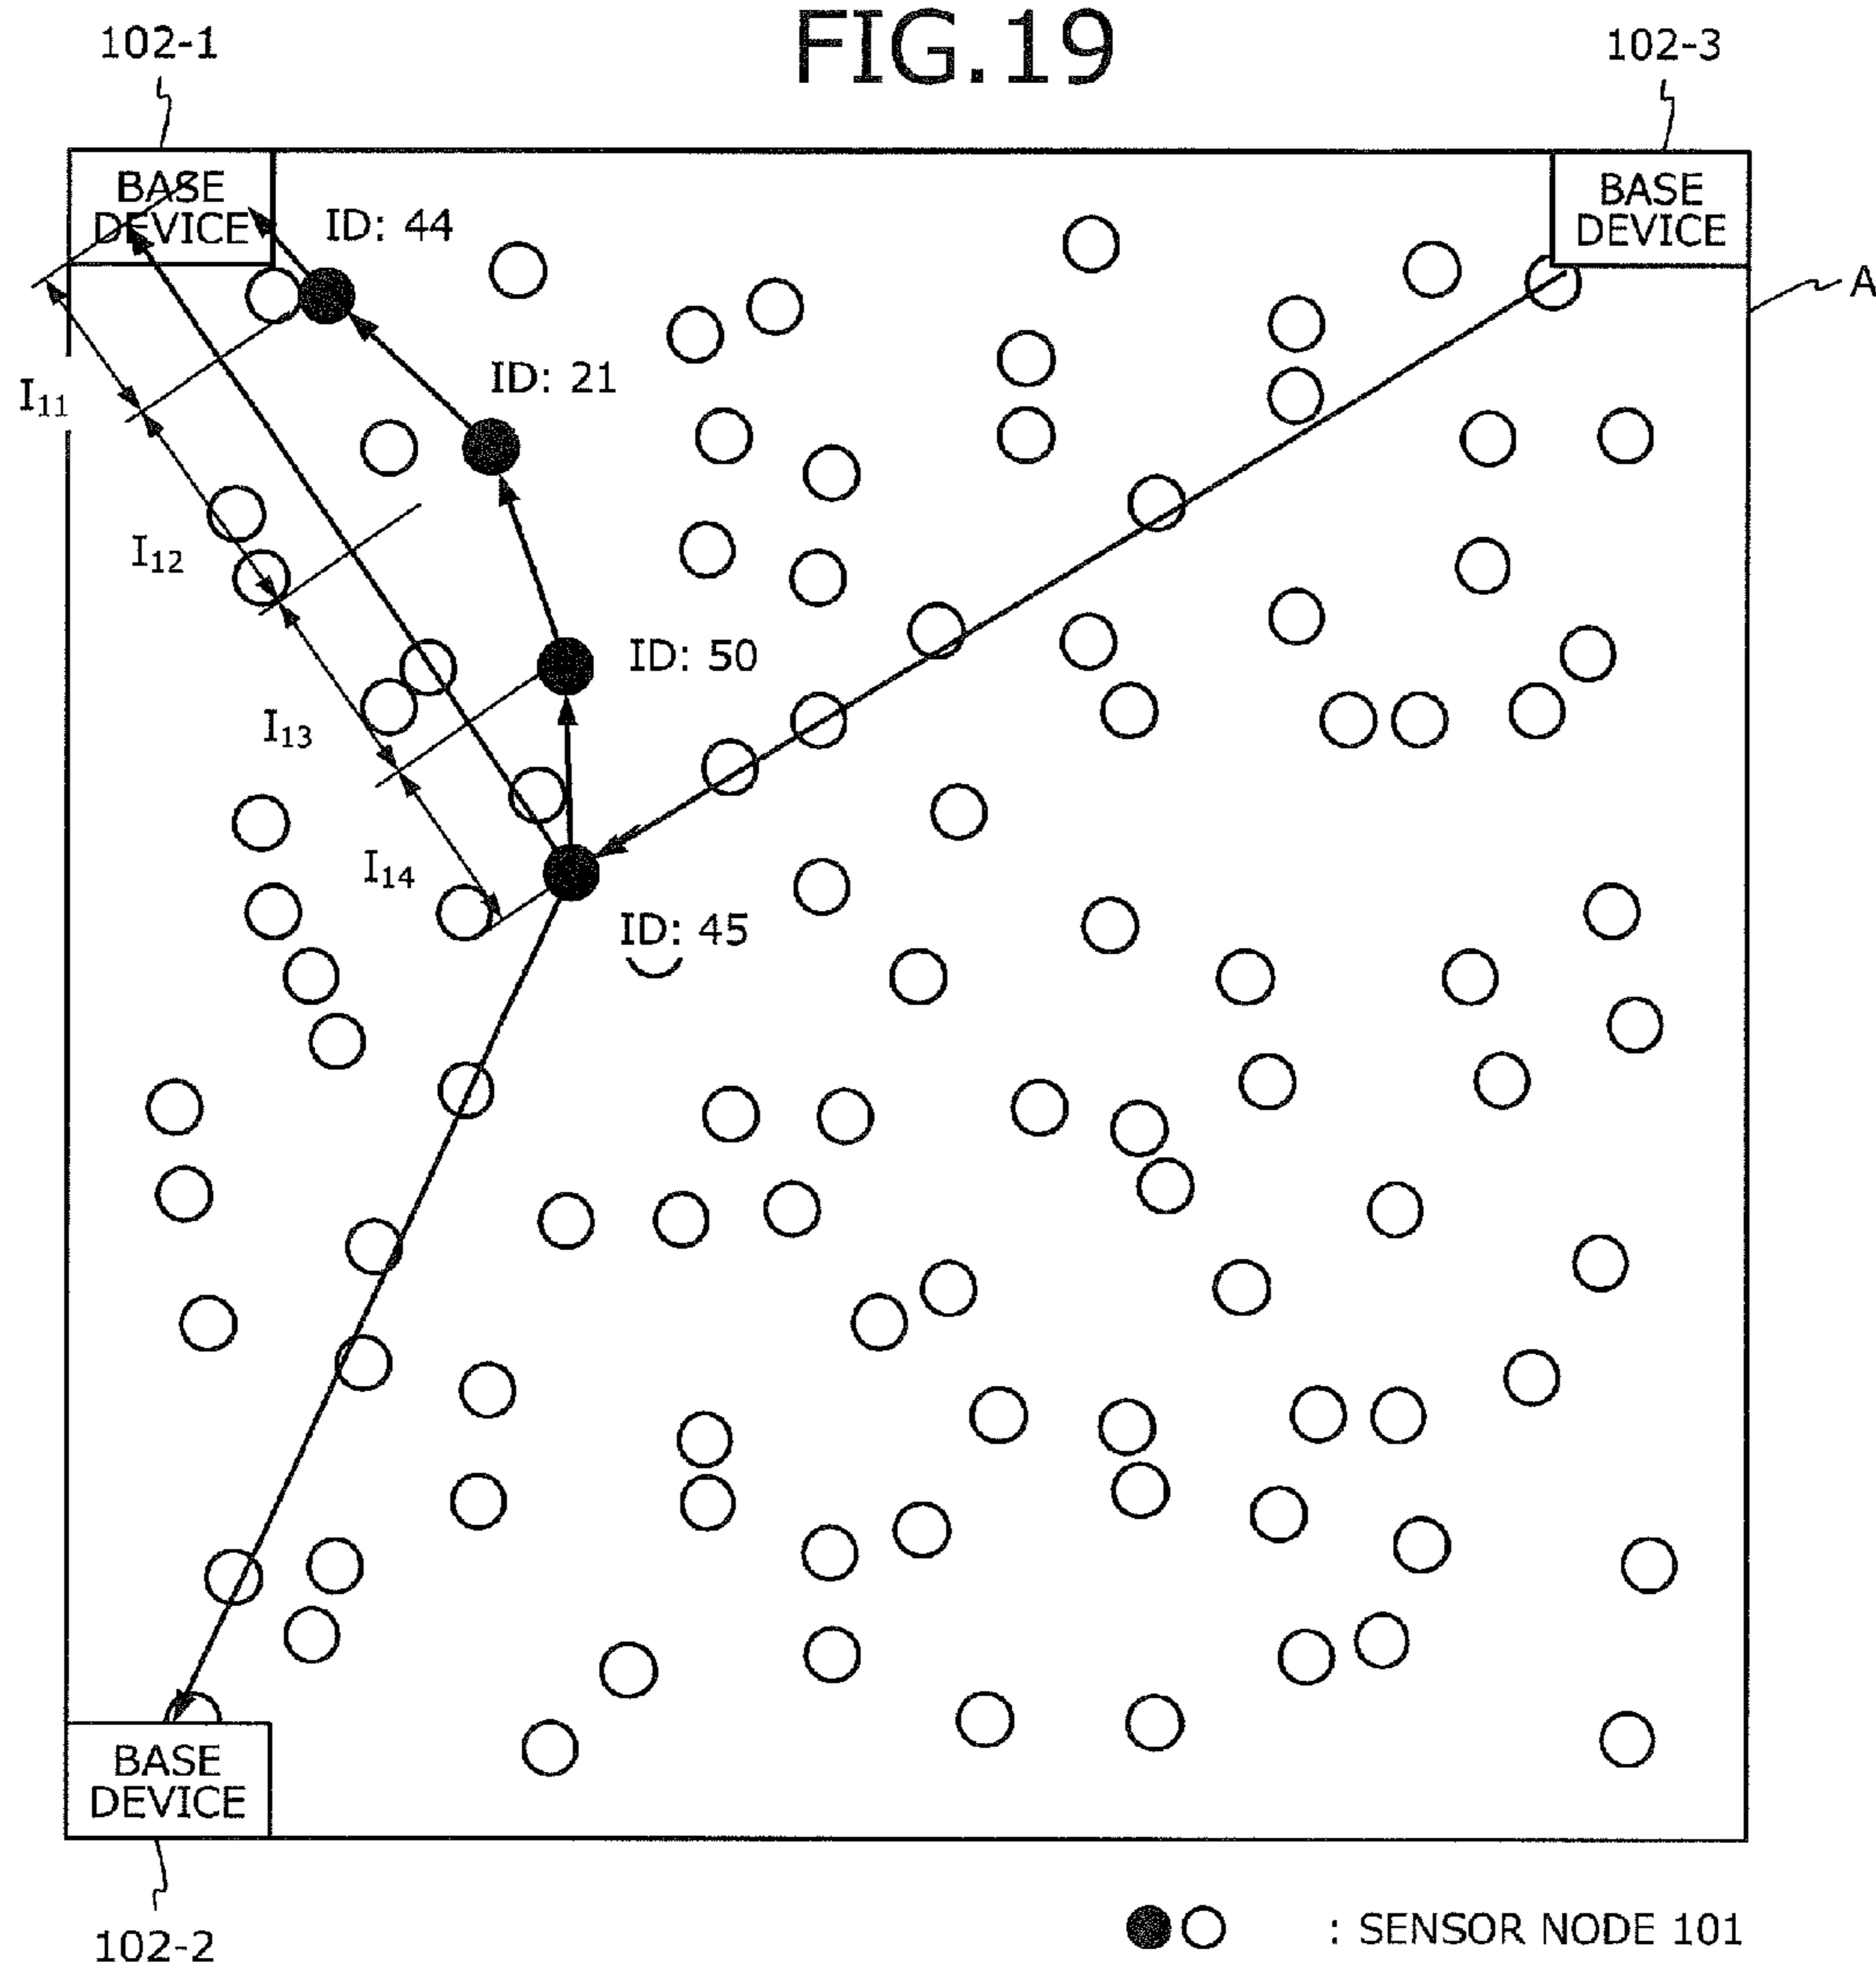 FIG.19
102-1
102-3
BASE
DEVICE
BASE
DEVICE
ID: 44
A
ID: 21
I11
I12
ID: 50
I13
I14
ID: 45
BASE
DEVICE
102-2
: SENSOR NODE 101